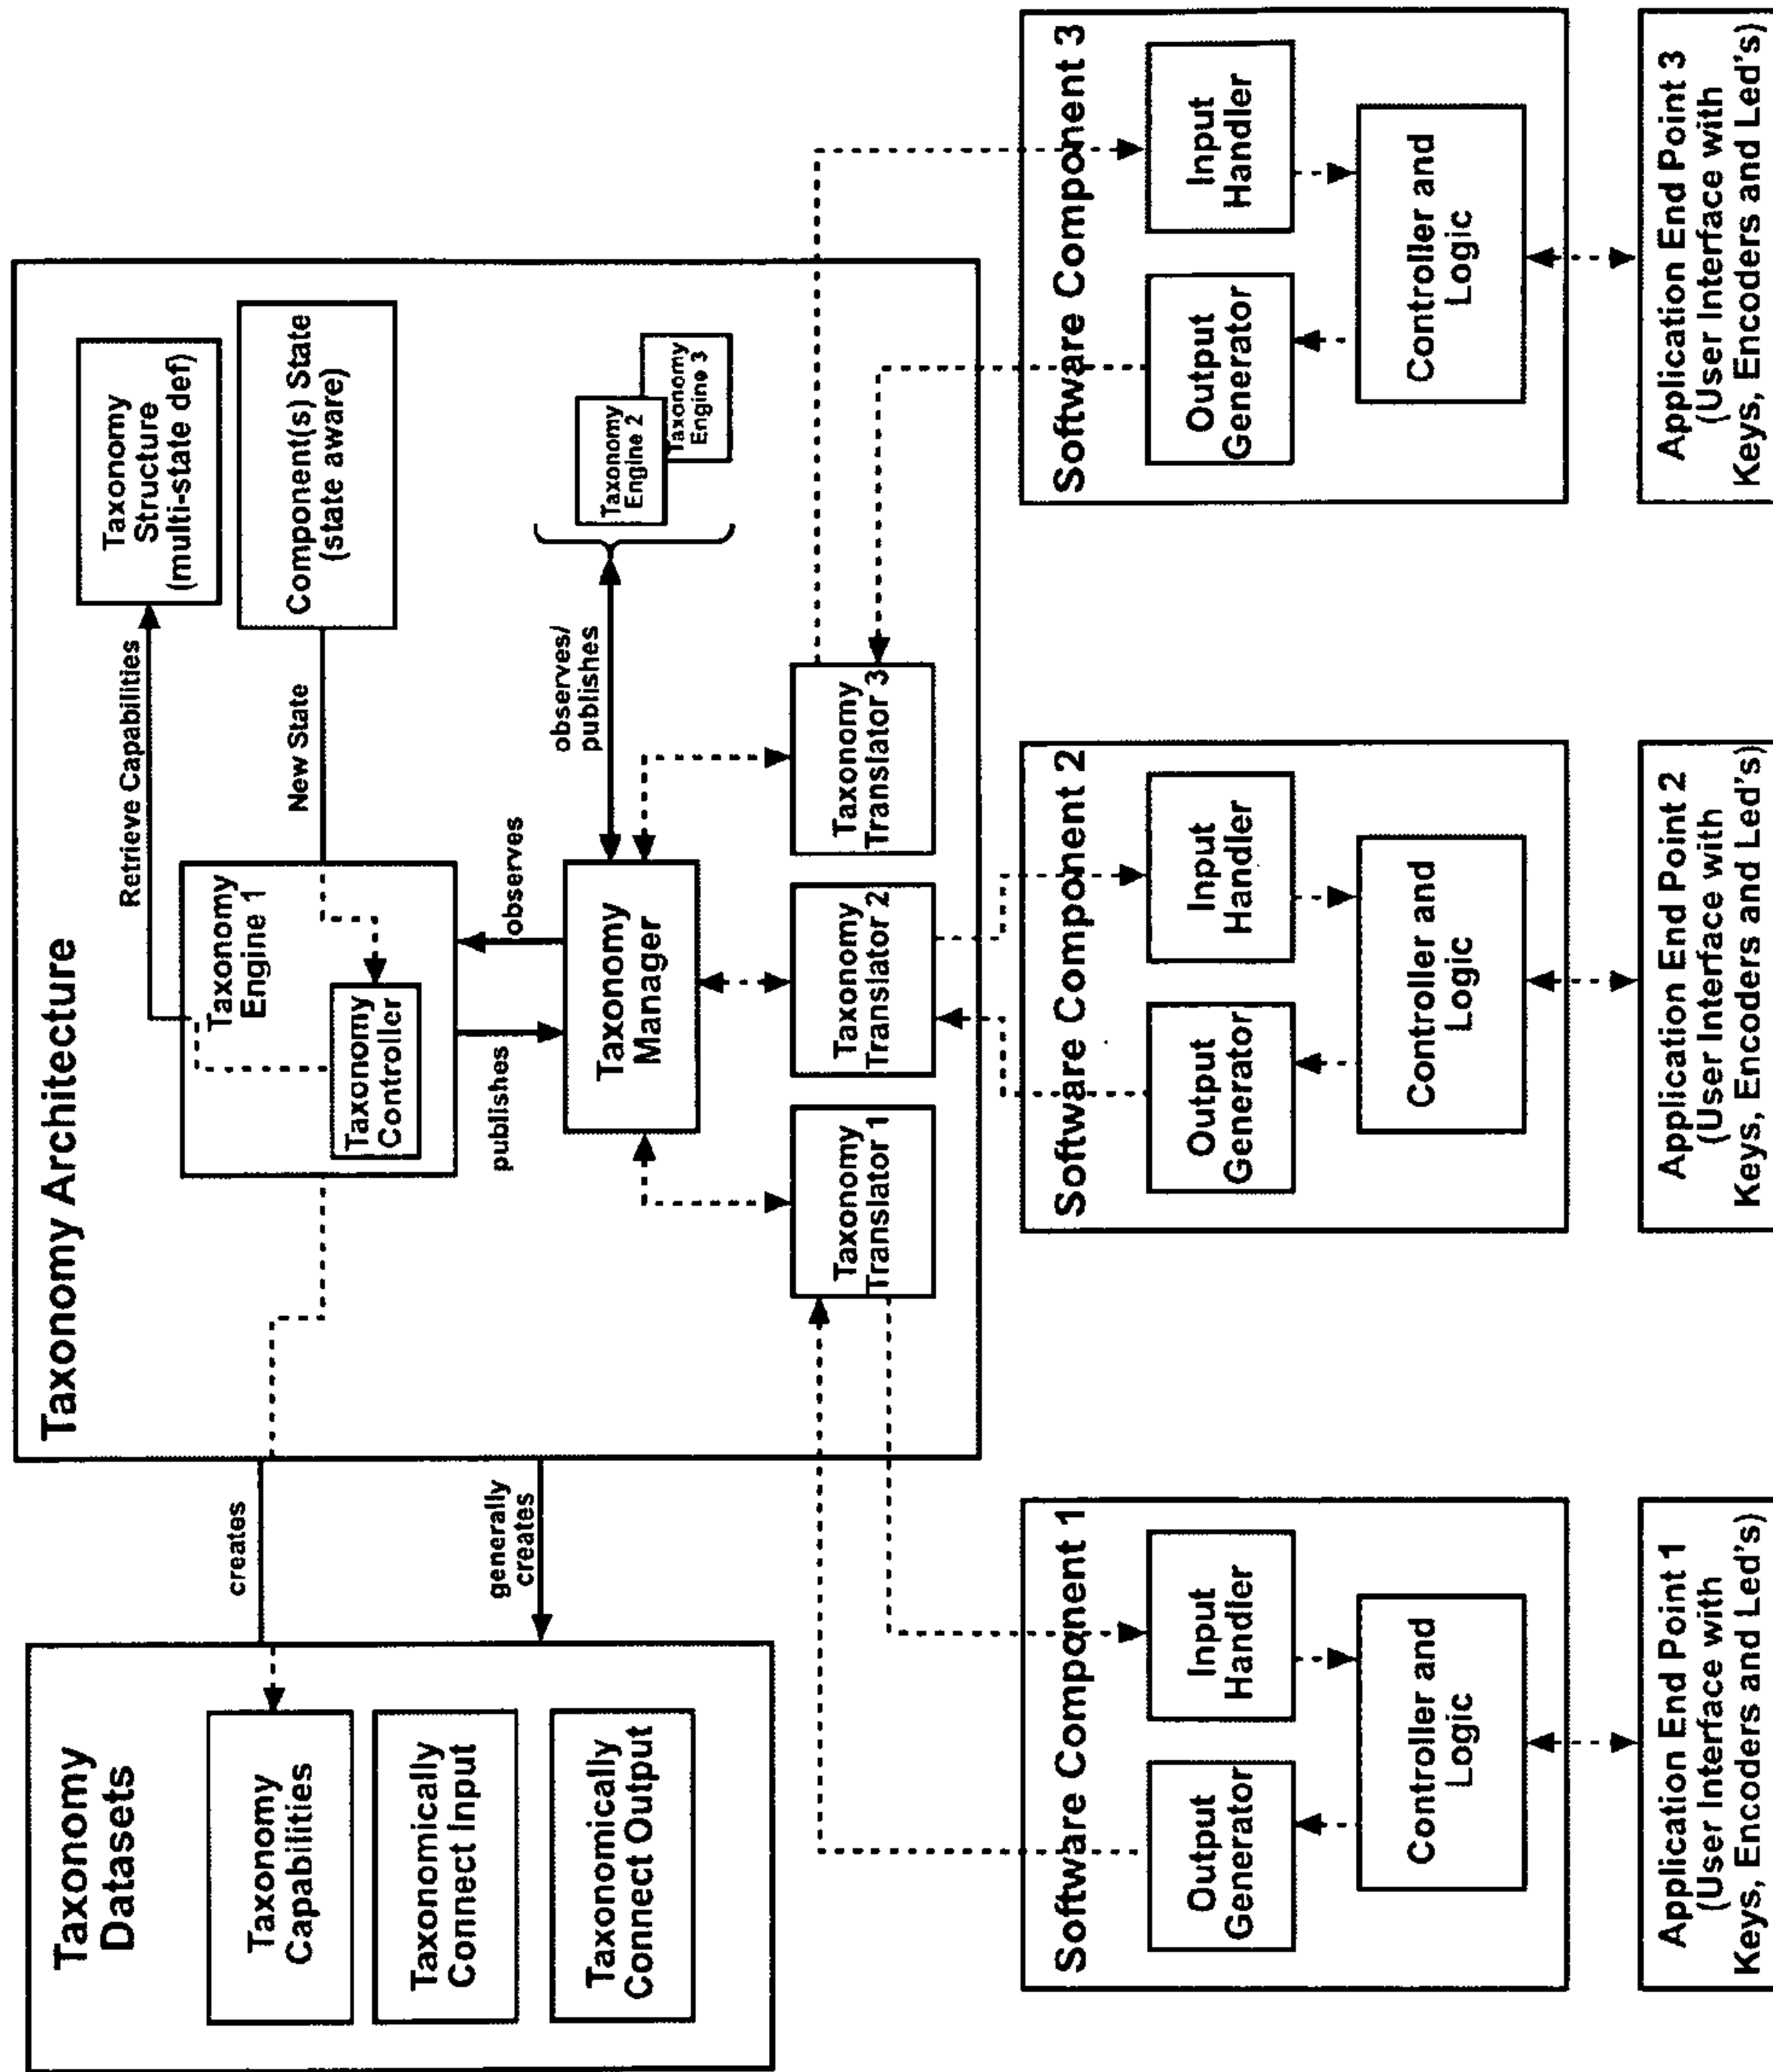 Taxonomy
Datasets
Taxonomy
Capabilities
Taxonomically
Connect Input
Taxonomically
Connect Output
creates
generally
creates
Taxonomy Architecture
Taxonomy
Engine 1
Taxonomy
Controller
Retrieve Capabilities
New State
Taxonomy
Structure
(multi-state def)
Component(s) State
(state aware)
publishes
observes
Taxonomy
Manager
observes/
publishes
Taxonomy
Engine 2
Taxonomy
Engine 3
Taxonomy
Translator 1
Taxonomy
Translator 2
Taxonomy
Translator 3
Software Component 1
Output
Generator
Input
Handler
Controller and
Logic
Application End Point 1
(User Interface with
Keys, Encoders and Led's)
Software Component 2
Output
Generator
Input
Handler
Controller and
Logic
Application End Point 2
(User Interface with
Keys, Encoders and Led's)
Software Component 3
Output
Generator
Input
Handler
Controller and
Logic
Application End Point 3
(User Interface with
Keys, Encoders and Led's)